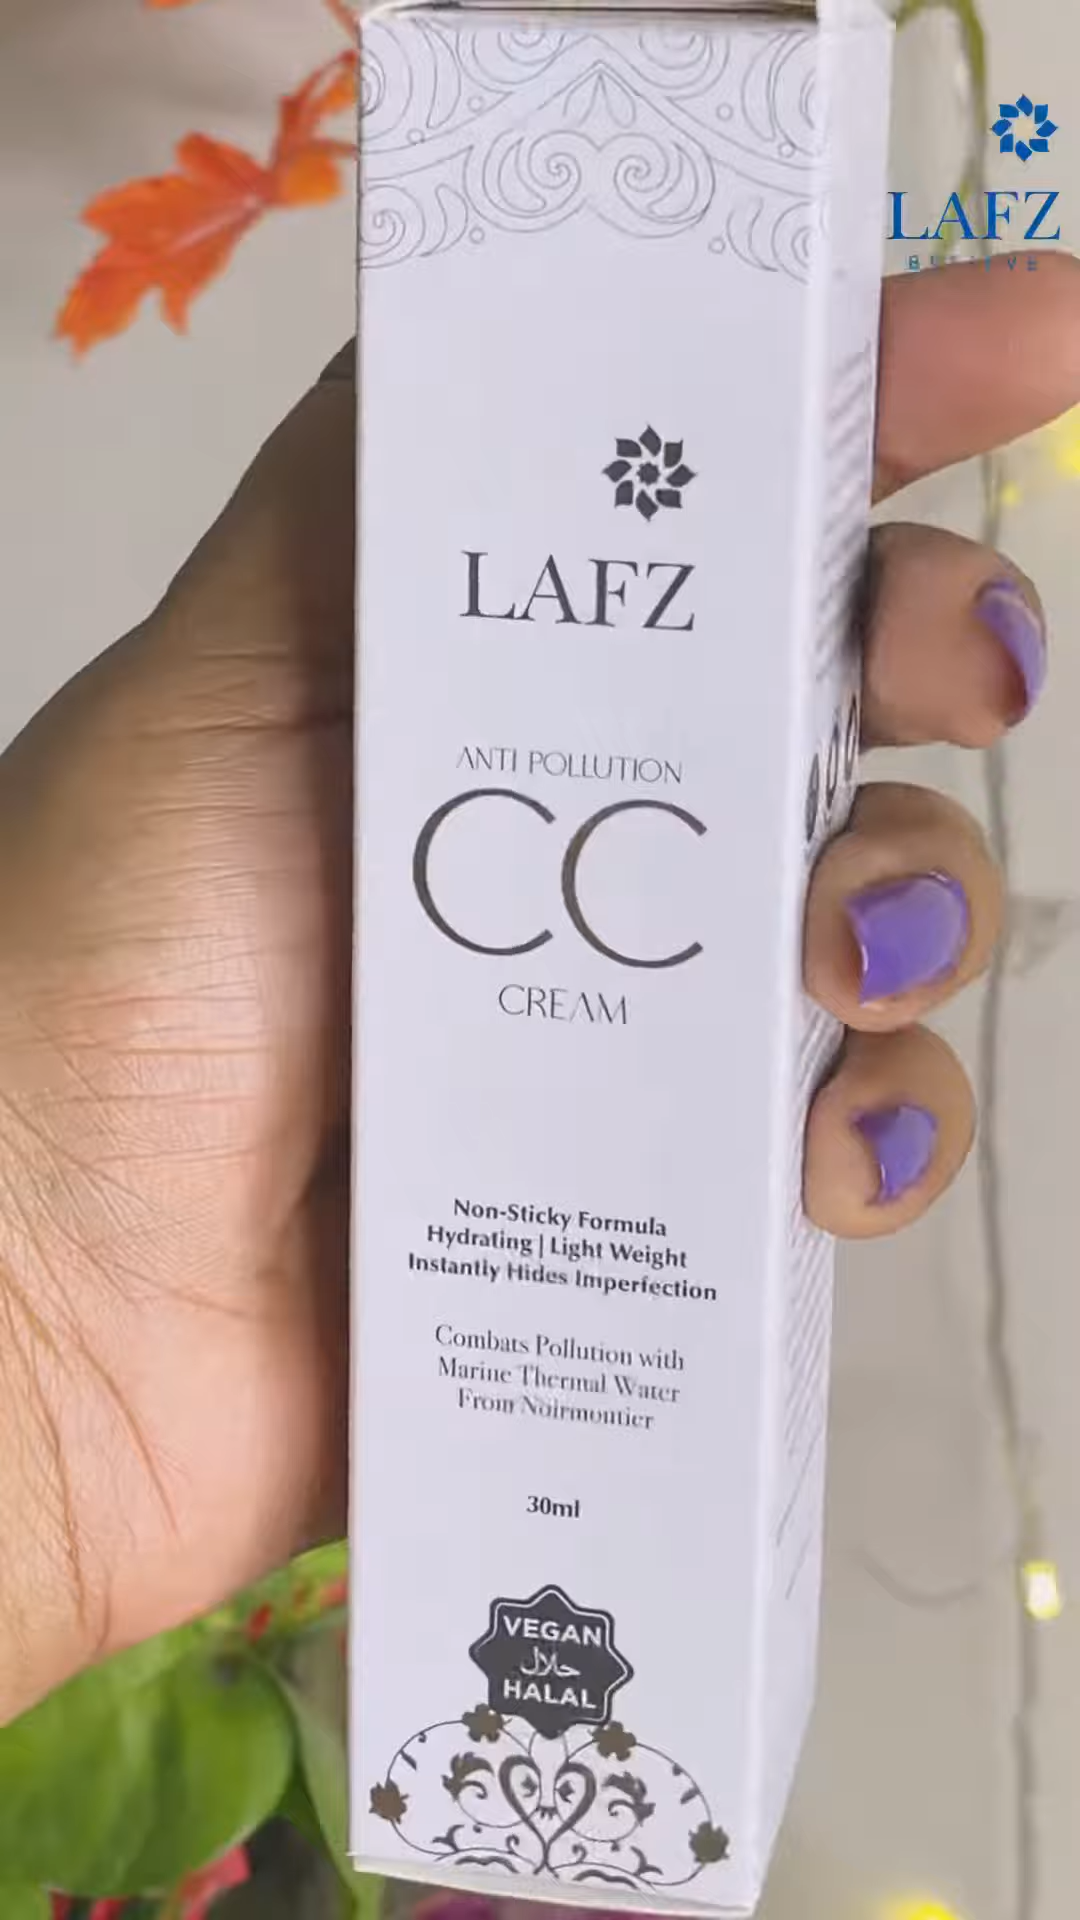 LAFZ
LAFZ
ANTI POLLUTION
CC
CREAM
Non-Sticky Formula
Hydrating | Light Weight
Instantly Hides Imperfection
Combats Pollution with
Marine Thermal Water
From Noirmoutier
30ml
VEGAN
حلال
HALAL